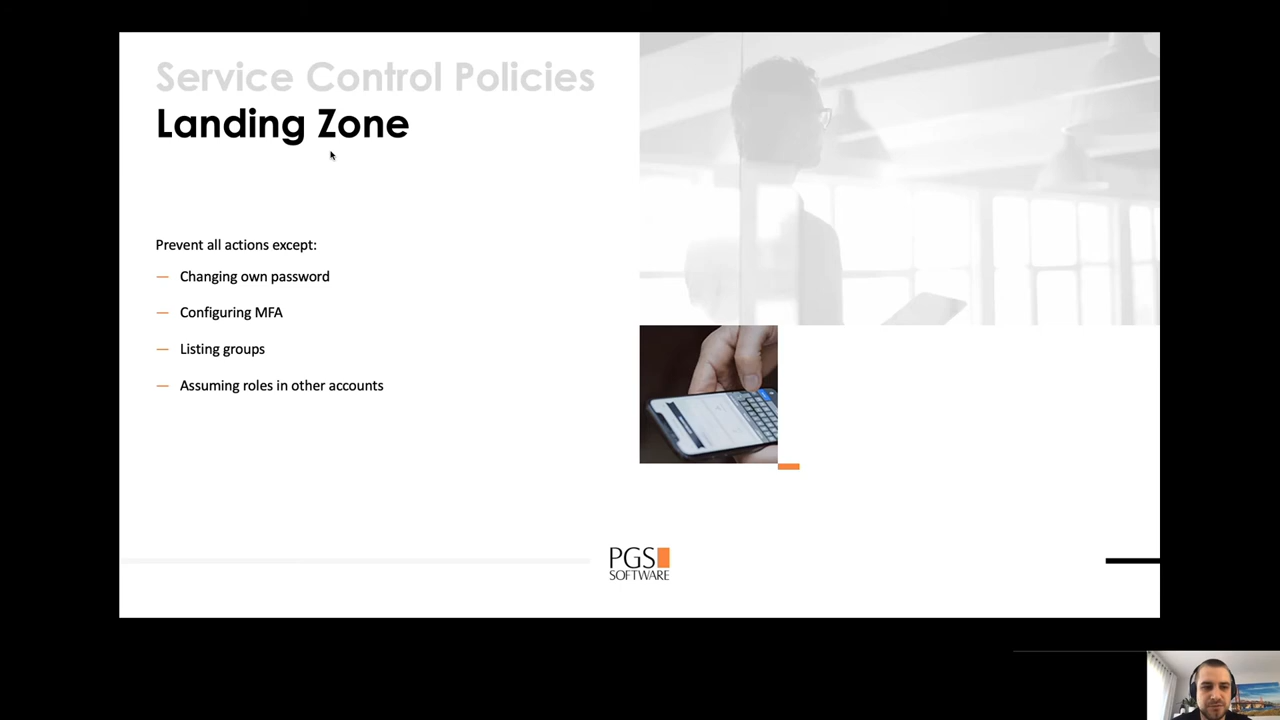 Service Control Policies
Landing Zone
Prevent all actions except:
— Changing own password
— Configuring MFA
— Listing groups
— Assuming roles in other accounts
PGS
SOFTWARE